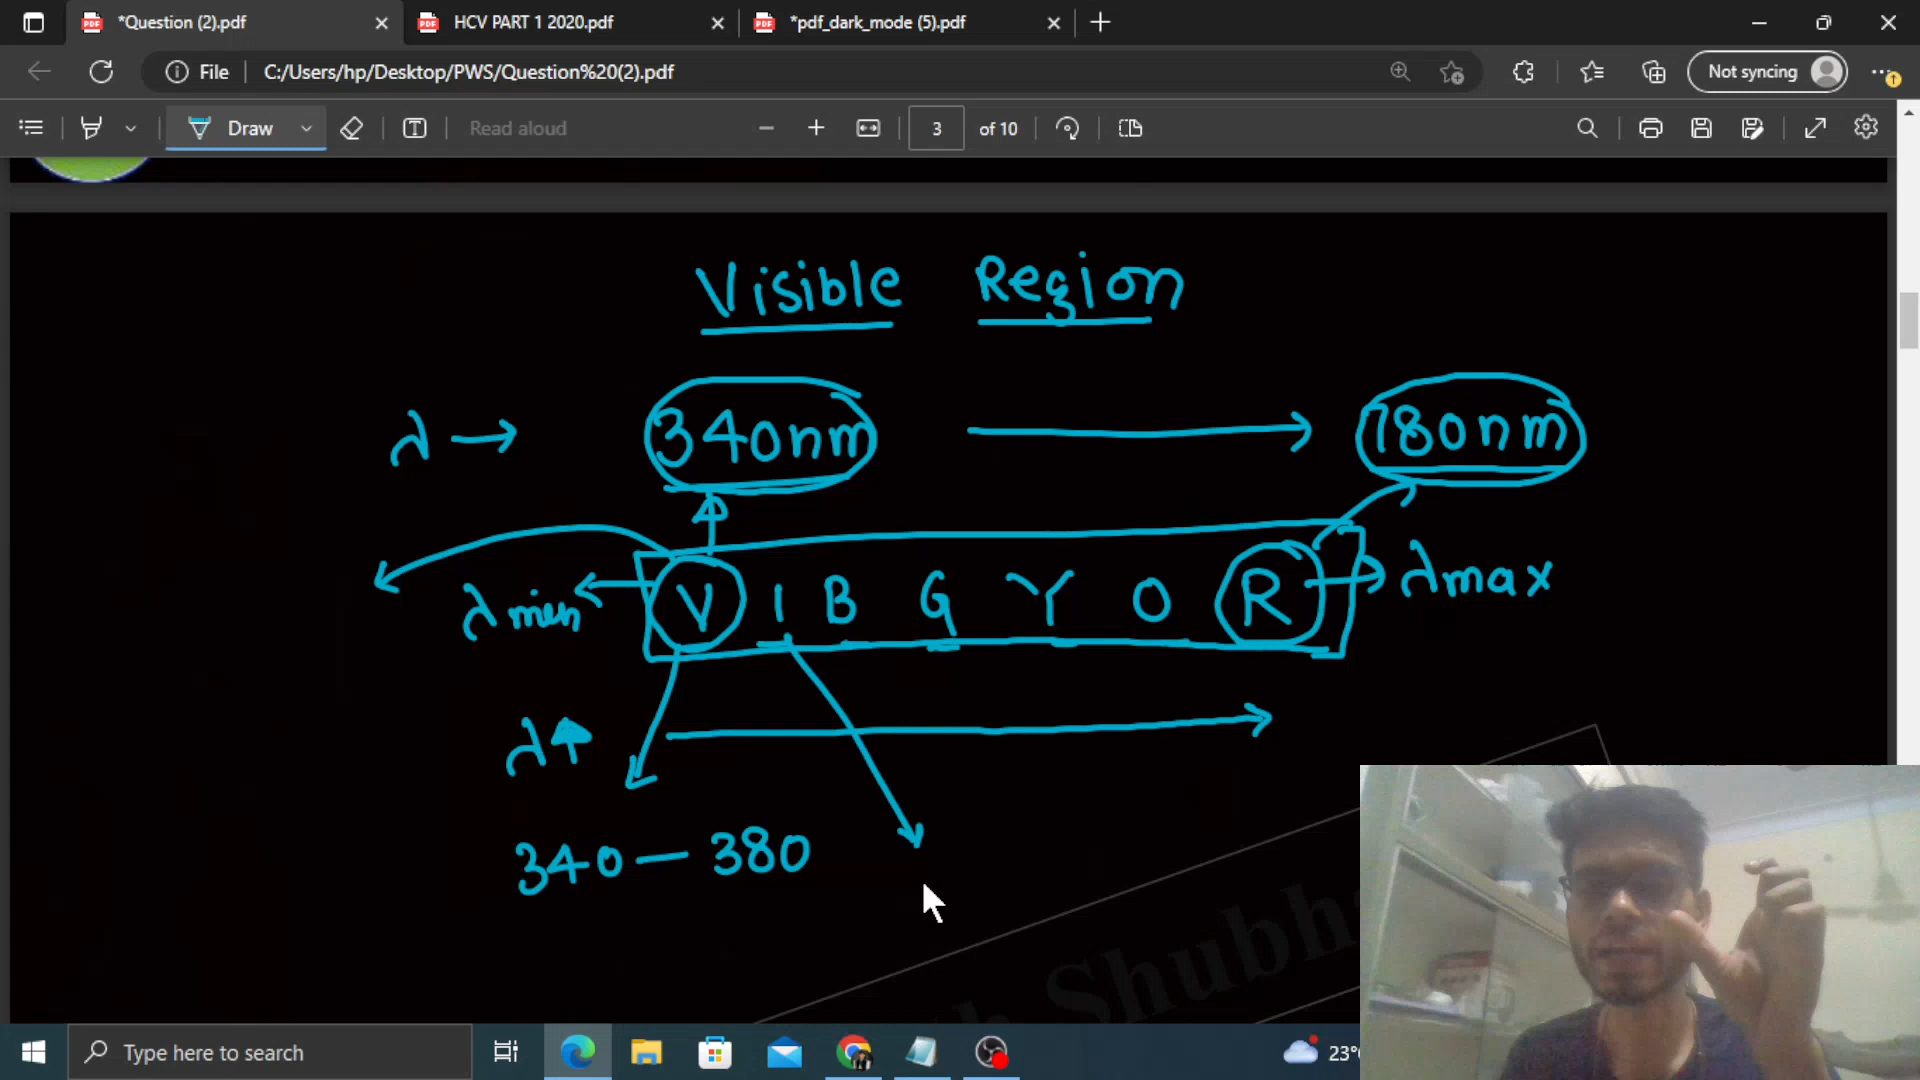 *Question (2).pdf
HCV PART 1 2020.pdf
*pdf_dark_mode (5).pdf
File
C:/Users/hp/Desktop/PWS/Question%20(2).pdf
Not syncing
Draw
Read aloud
3
of 10
Visible Region
λ → 340nm → 780nm
λmin V I B G Y O R λmax
λ↑
340 — 380
Shubh
Type here to search
23°